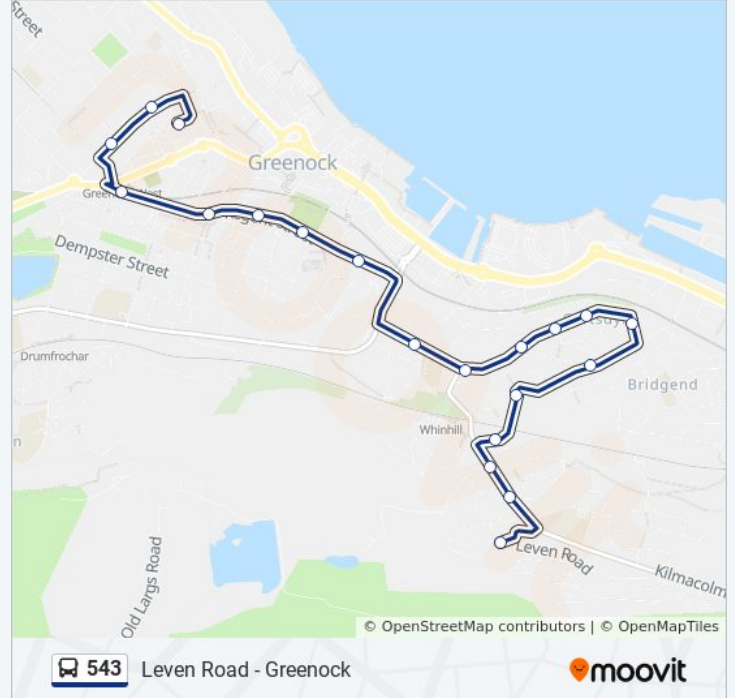 Street
Greenock
Dempster Street
Drumfrochar
Bridgend
Whinhill
Leven Road
Kilmacolm
Old Largs Road
© OpenStreetMap contributors | © OpenMapTiles
543 Leven Road - Greenock
moovit